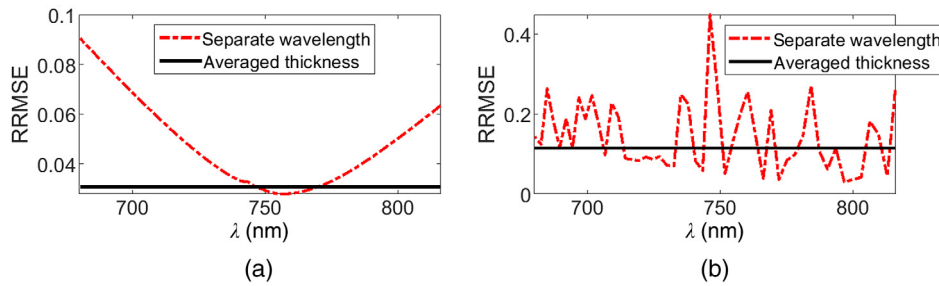 0.1
0.08
0.06
0.04
RRMSE
Separate wavelength
Averaged thickness
700
750
800
λ (nm)
(a)
0.4
0.2
0
RRMSE
Separate wavelength
Averaged thickness
700
750
800
λ (nm)
(b)